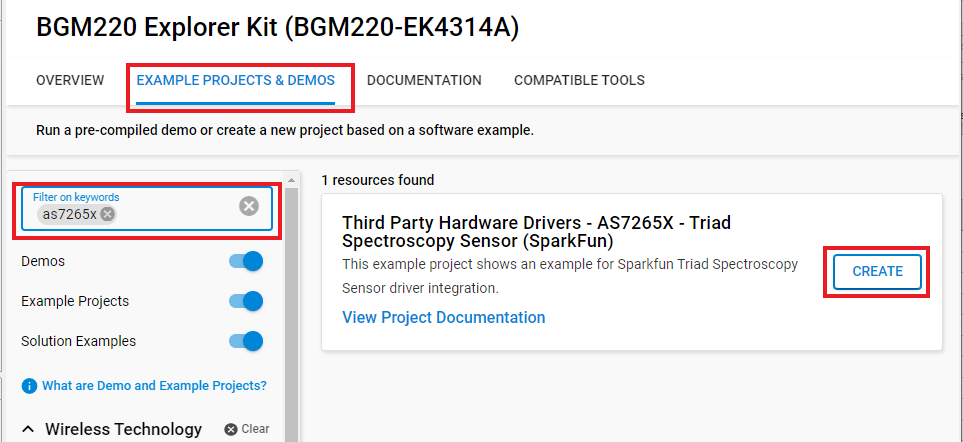 BGM220 Explorer Kit (BGM220-EK4314A)
OVERVIEW EXAMPLE PROJECTS & DEMOS DOCUMENTATION COMPATIBLE TOOLS
Run a pre-compiled demo or create a new project based on a software example.
Filter on keywords
as7265x
Demos
Example Projects
Solution Examples
What are Demo and Example Projects?
Wireless Technology Clear
1 resources found
Third Party Hardware Drivers - AS7265X - Triad
Spectroscopy Sensor (SparkFun)
This example project shows an example for Sparkfun Triad Spectroscopy
Sensor driver integration.
View Project Documentation
CREATE